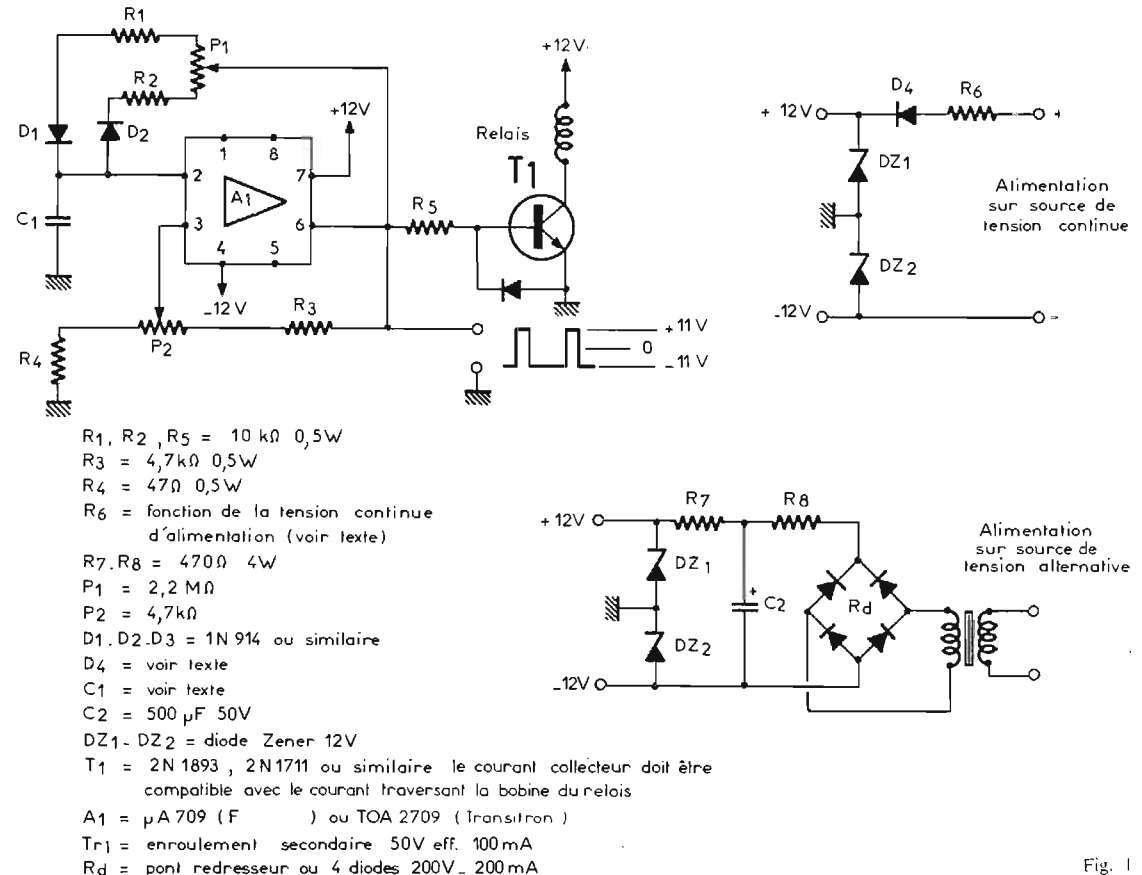 R1
P1
R2
+12V
D1
D2
1
8
2
7
A1
C1
3
6
4
5
-12V
R5
+12V.
Relais
T1
R4
P2
R3
+11V
0
-11V
D4
R6
+ 12V
+
DZ1
Alimentation
sur source de
tension continue
DZ2
-12V
R1, R2 ,R5 = 10 kΩ 0,5W
R3 = 4,7kΩ 0,5W
R4 = 47Ω 0,5W
R6 = fonction de la tension continue
d'alimentation (voir texte)
R7.R8 = 470Ω 4W
P1 = 2,2 MΩ
P2 = 4,7kΩ
D1.D2-D3 = 1N 914 ou similaire
D4 = voir texte
C1 = voir texte
C2 = 500 µF 50V
DZ1- DZ2 = diode Zener 12V
T1 = 2N 1893 , 2N 1711 ou similaire le courant collecteur doit être
compatible avec le courant traversant la bobine du relois
A1 = µA 709 (F ) ou TOA 2709 (Transitron)
Tr1 = enroulement secondaire 50V eff. 100mA
Rd = pont redresseur ou 4 diodes 200V_ 200mA
R7
R8
+ 12V
DZ1
+
C2
Rd
DZ2
-12V
Alimentation
sur source de
tension alternative
Fig. 1